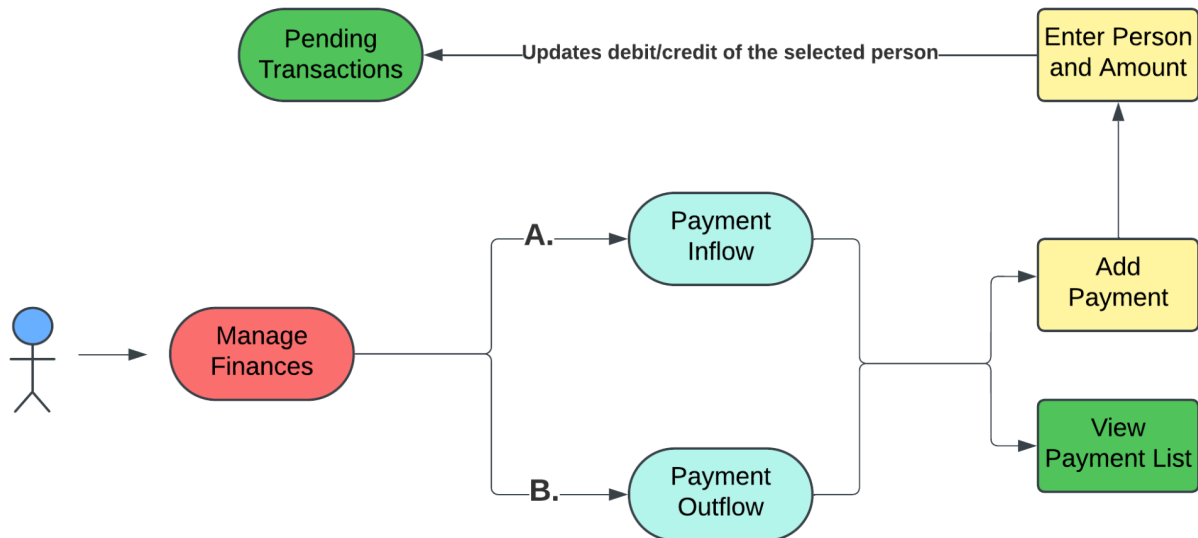 Pending
Transactions
Updates debit/credit of the selected person
Enter Person
and Amount
A.
Payment
Inflow
Add
Payment
Manage
Finances
View
Payment List
B.
Payment
Outflow